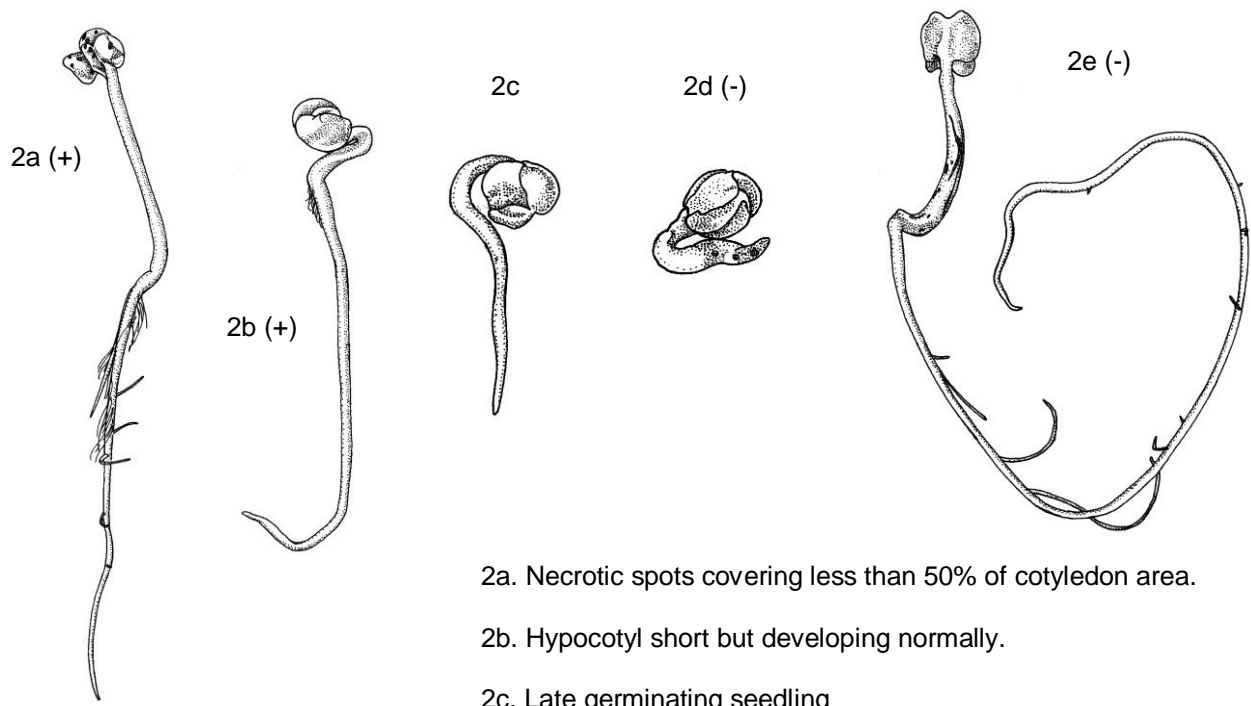 2a (+)
2b (+)
2c
2d (-)
2e (-)
2a. Necrotic spots covering less than 50% of cotyledon area.
2b. Hypocotyl short but developing normally.
2c. Late germinating seedling